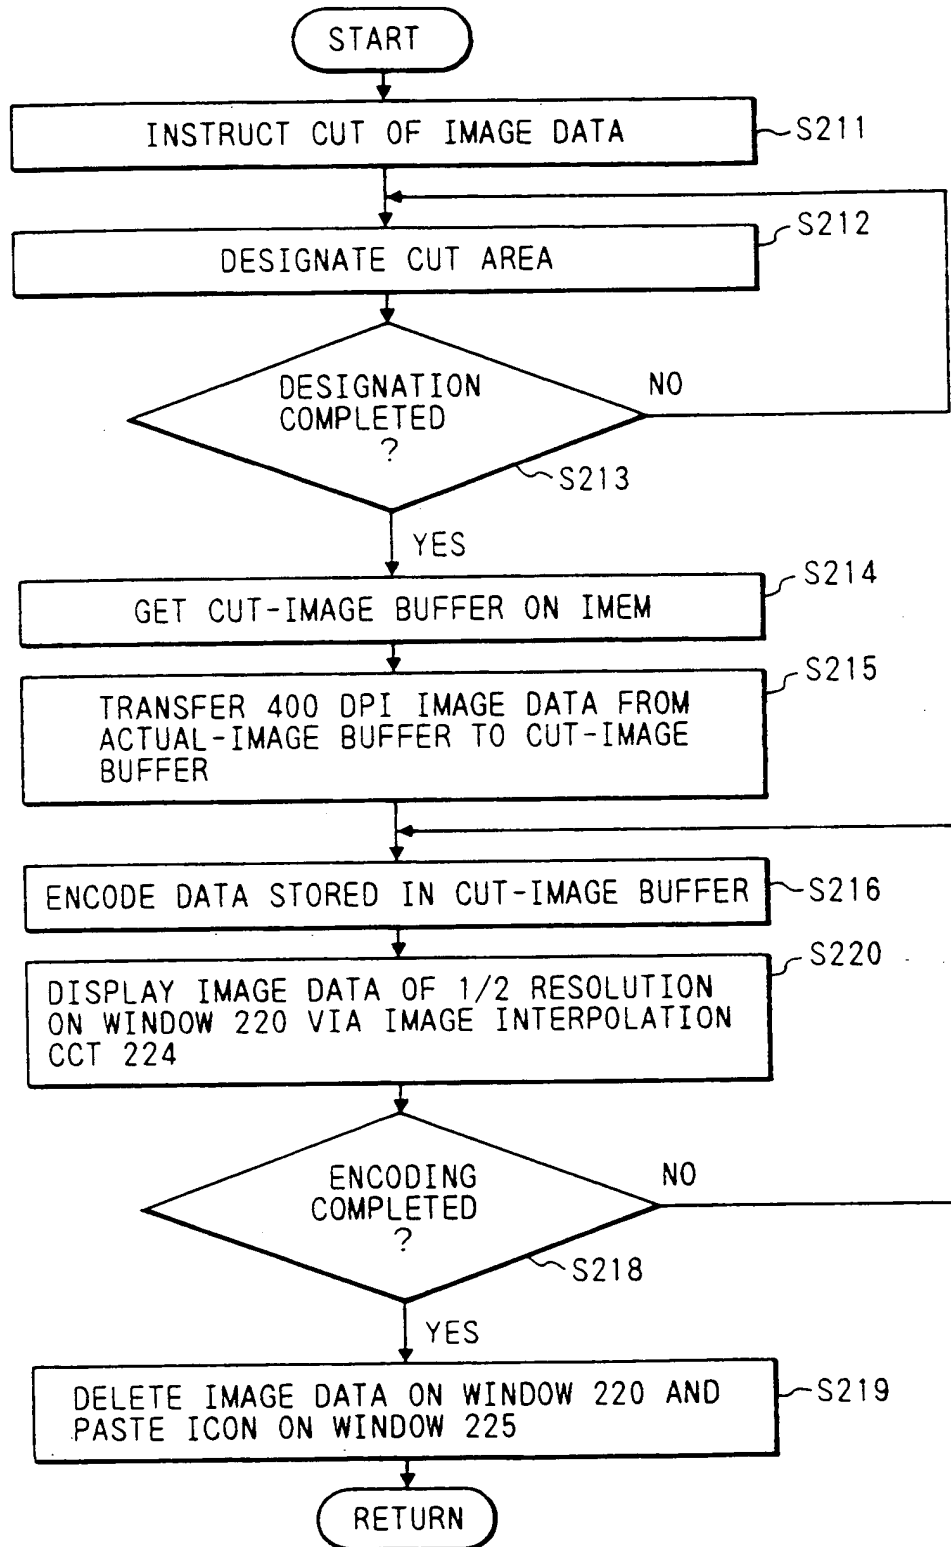 START
INSTRUCT CUT OF IMAGE DATA
S211
S212
DESIGNATE CUT AREA
DESIGNATION
COMPLETED
?
NO
S213
YES
S214
GET CUT-IMAGE BUFFER ON IMEM
S215
TRANSFER 400 DPI IMAGE DATA FROM
ACTUAL-IMAGE BUFFER TO CUT-IMAGE
BUFFER
ENCODE DATA STORED IN CUT-IMAGE BUFFER
S216
S220
DISPLAY IMAGE DATA OF 1/2 RESOLUTION
ON WINDOW 220 VIA IMAGE INTERPOLATION
CCT 224
ENCODING
COMPLETED
?
NO
S218
YES
DELETE IMAGE DATA ON WINDOW 220 AND
PASTE ICON ON WINDOW 225
S219
RETURN